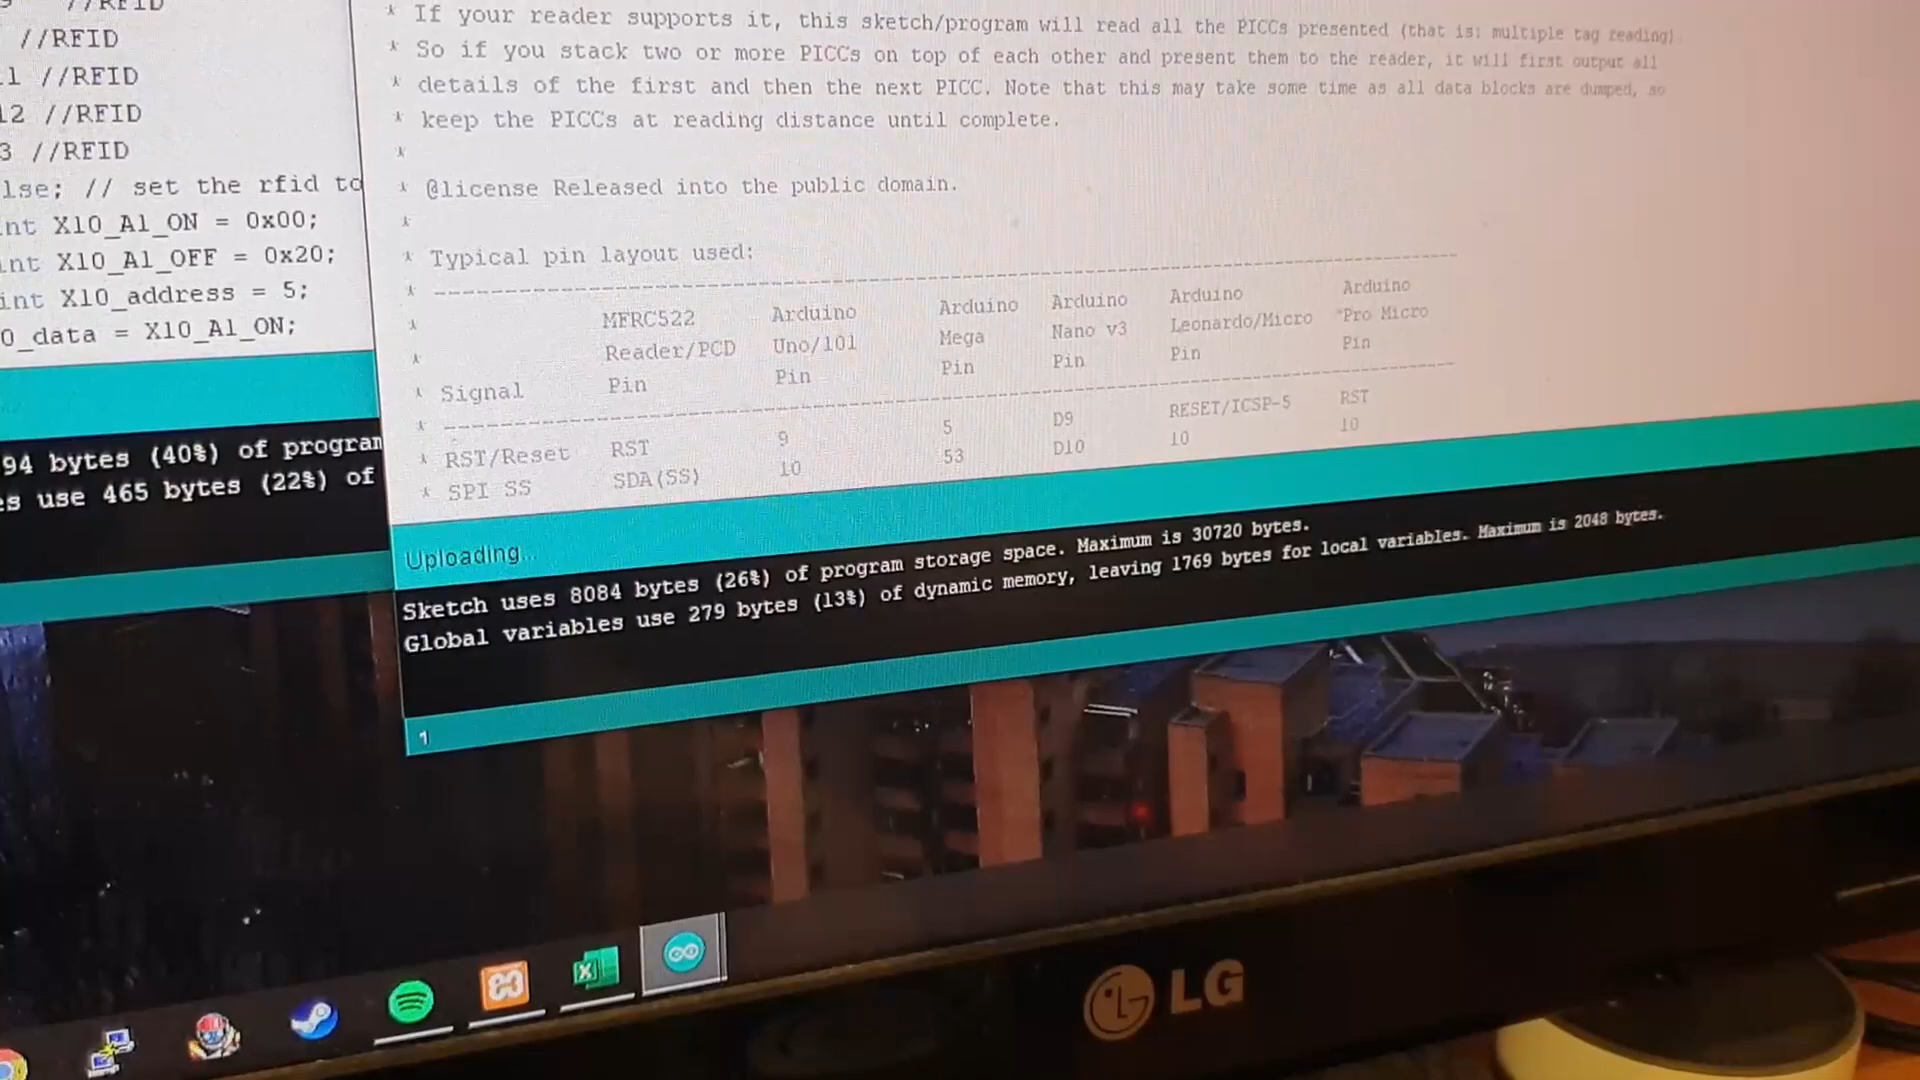 //RFID
//RFID
11 //RFID
12 //RFID
3 //RFID
lse; // set the rfid to
int X10_A1_ON = 0x00;
int X10_A1_OFF = 0x20;
int X10_address = 5;
0_data = X10_A1_ON;
94 bytes (40%) of program
es use 465 bytes (22%) of
* If your reader supports it, this sketch/program will read all the PICCs presented (that is: multiple tag reading).
* So if you stack two or more PICCs on top of each other and present them to the reader, it will first output all
* details of the first and then the next PICC. Note that this may take some time as all data blocks are dumped, so
* keep the PICCs at reading distance until complete.
*
* @license Released into the public domain.
*
* Typical pin layout used:
* -----------------------------------------------------------------------------------------
* MFRC522 Arduino Arduino Arduino Arduino Arduino
* Reader/PCD Uno/101 Mega Nano v3 Leonardo/Micro Pro Micro
* Signal Pin Pin Pin Pin Pin Pin
* -----------------------------------------------------------------------------------------
* RST/Reset RST 9 5 D9 RESET/ICSP-5 RST
* SPI SS SDA(SS) 10 53 D10 10 10
Uploading...
Sketch uses 8084 bytes (26%) of program storage space. Maximum is 30720 bytes.
Global variables use 279 bytes (13%) of dynamic memory, leaving 1769 bytes for local variables. Maximum is 2048 bytes.
1
LG